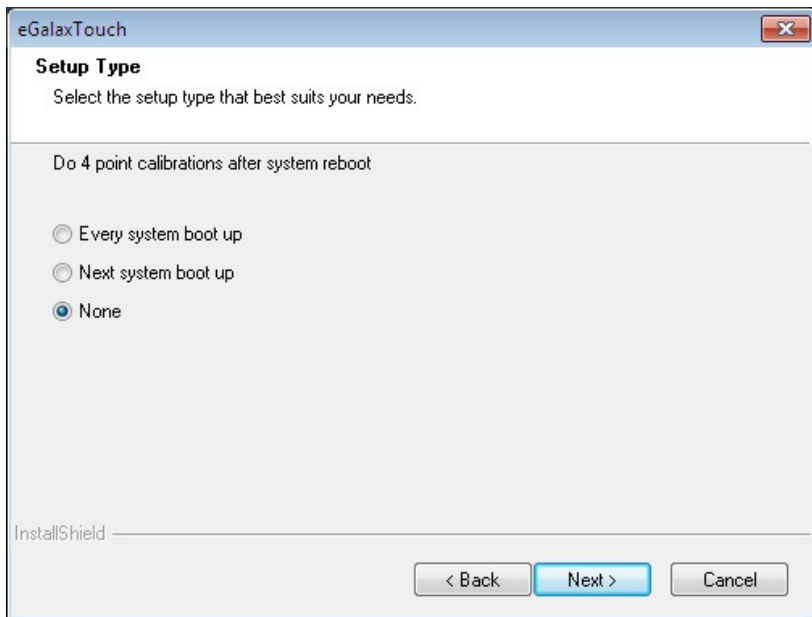 eGalaxTouch
Setup Type
Select the setup type that best suits your needs.
Do 4 point calibrations after system reboot
Every system boot up
Next system boot up
None
InstallShield
< Back Next > Cancel